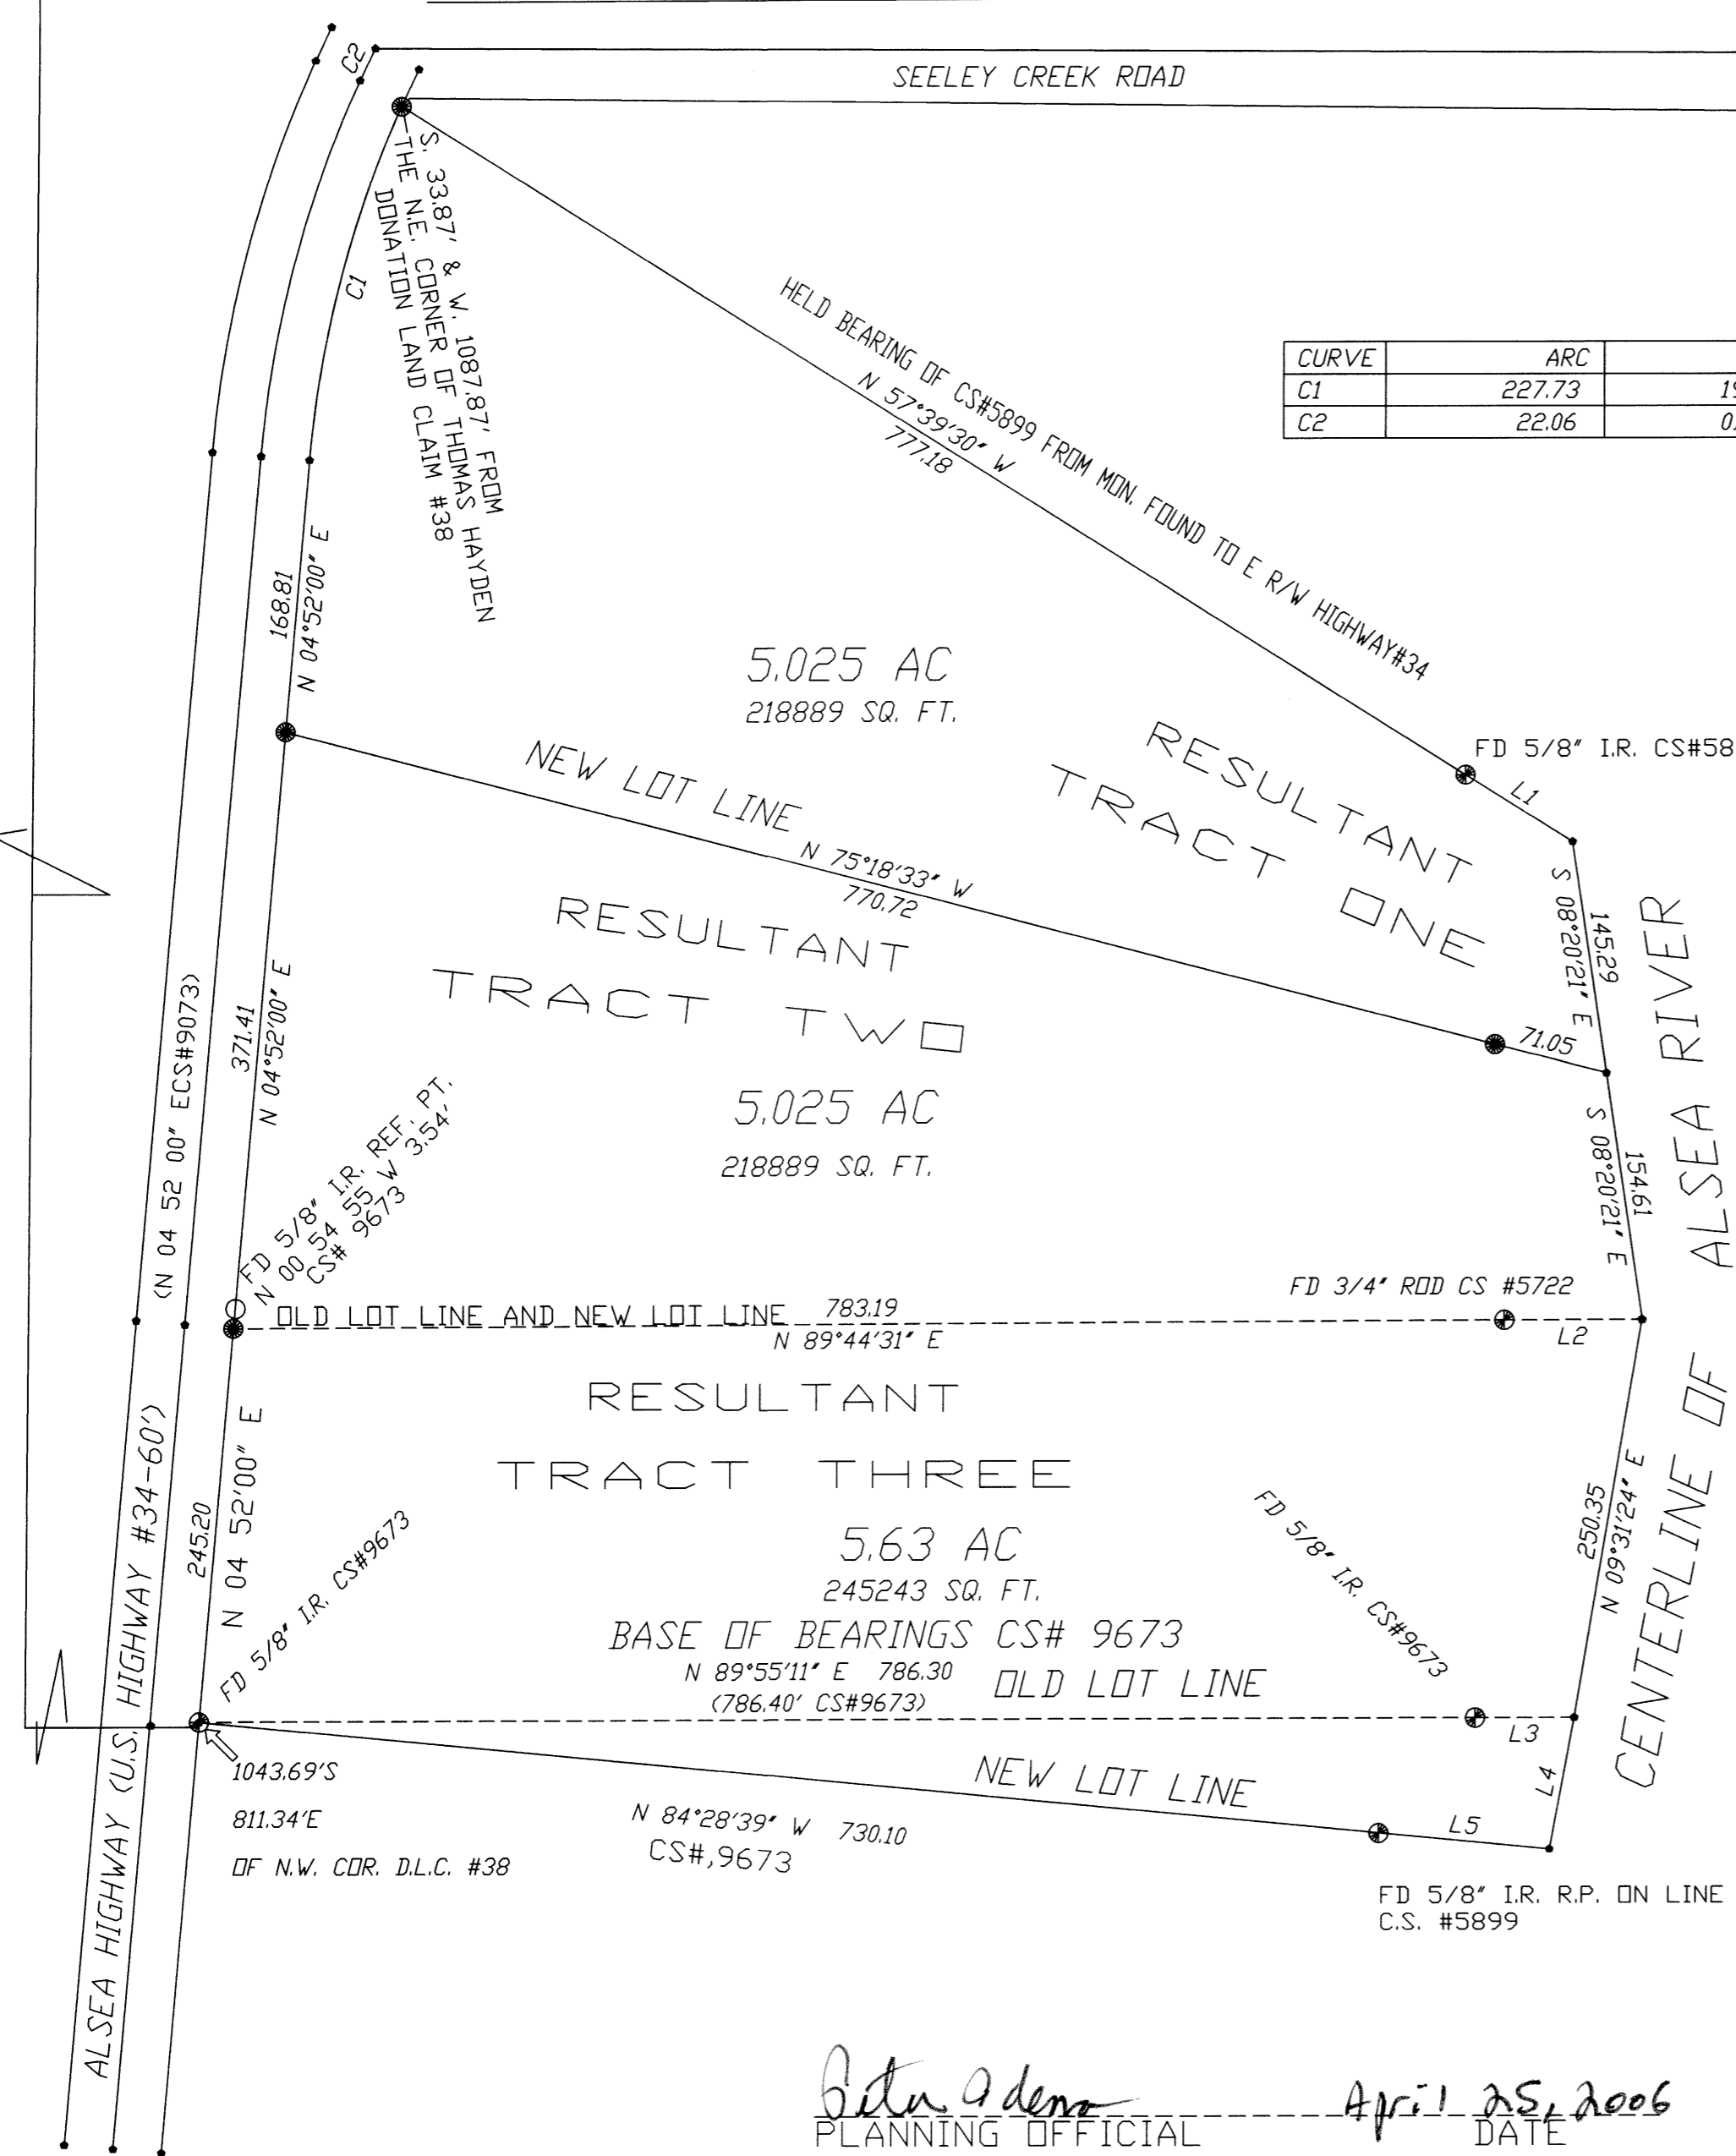 SEELEY CREEK ROAD
C2
C1
S. 33.87' & W. 1087.87' FROM
THE N.E. CORNER OF THOMAS HAYDEN
DONATION LAND CLAIM #38
HELD BEARING OF CS#5899 FROM MON. FOUND TO E R/W HIGHWAY#34
N 57°39'30" W
777.18
CURVE ARC
C1 227.73
C2 22.06
168.81
N 04°52'00" E
5.025 AC
218889 SQ. FT.
RESULTANT
TRACT ONE
FD 5/8" I.R. CS#58
L1
NEW LOT LINE
N 75°18'33" W
770.72
71.05
S 08°20'21" E
145.29
RESULTANT
TRACT TWO
5.025 AC
218889 SQ. FT.
371.41
N 04°52'00" E
(N 04 52 00" ECS#9073)
FD 5/8" I.R. REF. PT.
N 00 54 55 W 3.54'
CS# 9673
S 08°20'21" E
154.61
CENTERLINE OF ALSEA RIVER
FD 3/4" ROD CS #5722
OLD LOT LINE AND NEW LOT LINE 783.19
N 89°44'31" E
L2
RESULTANT
TRACT THREE
5.63 AC
245243 SQ. FT.
BASE OF BEARINGS CS# 9673
N 89°55'11" E 786.30
(786.40' CS#9673)
OLD LOT LINE
245.20
N 04 52'00" E
FD 5/8" I.R. CS#9673
FD 5/8" I.R. CS#9673
250.35
N 09°31'24" E
L3
L4
ALSEA HIGHWAY (U.S. HIGHWAY #34-60')
1043.69'S
811.34'E
OF N.W. COR. D.L.C. #38
NEW LOT LINE
N 84°28'39" W 730.10
CS#,9673
L5
FD 5/8" I.R. R.P. ON LINE
C.S. #5899
April 25, 2006
PLANNING OFFICIAL DATE